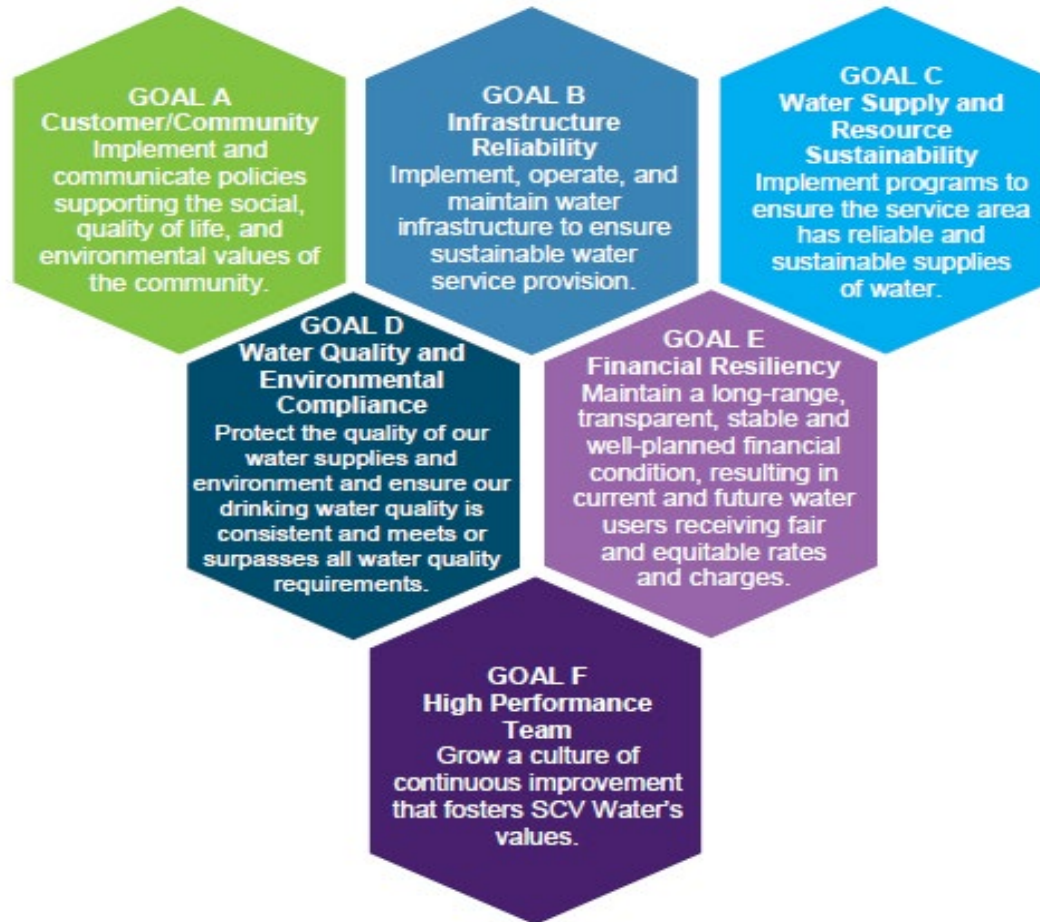 GOAL A
Customer/Community
Implement and
communicate policies
supporting the social,
quality of life, and
environmental values of
the community.
GOAL B
Infrastructure
Reliability
Implement, operate, and
maintain water
infrastructure to ensure
sustainable water
service provision.
GOAL C
Water Supply and
Resource
Sustainability
Implement programs to
ensure the service area
has reliable and
sustainable supplies
of water.
GOAL D
Water Quality and
Environmental
Compliance
Protect the quality of our
water supplies and
environment and ensure our
drinking water quality is
consistent and meets or
surpasses all water quality
requirements.
GOAL E
Financial Resiliency
Maintain a long-range,
transparent, stable and
well-planned financial
condition, resulting in
current and future water
users receiving fair
and equitable rates
and charges.
GOAL F
High Performance
Team
Grow a culture of
continuous improvement
that fosters SCV Water's
values.